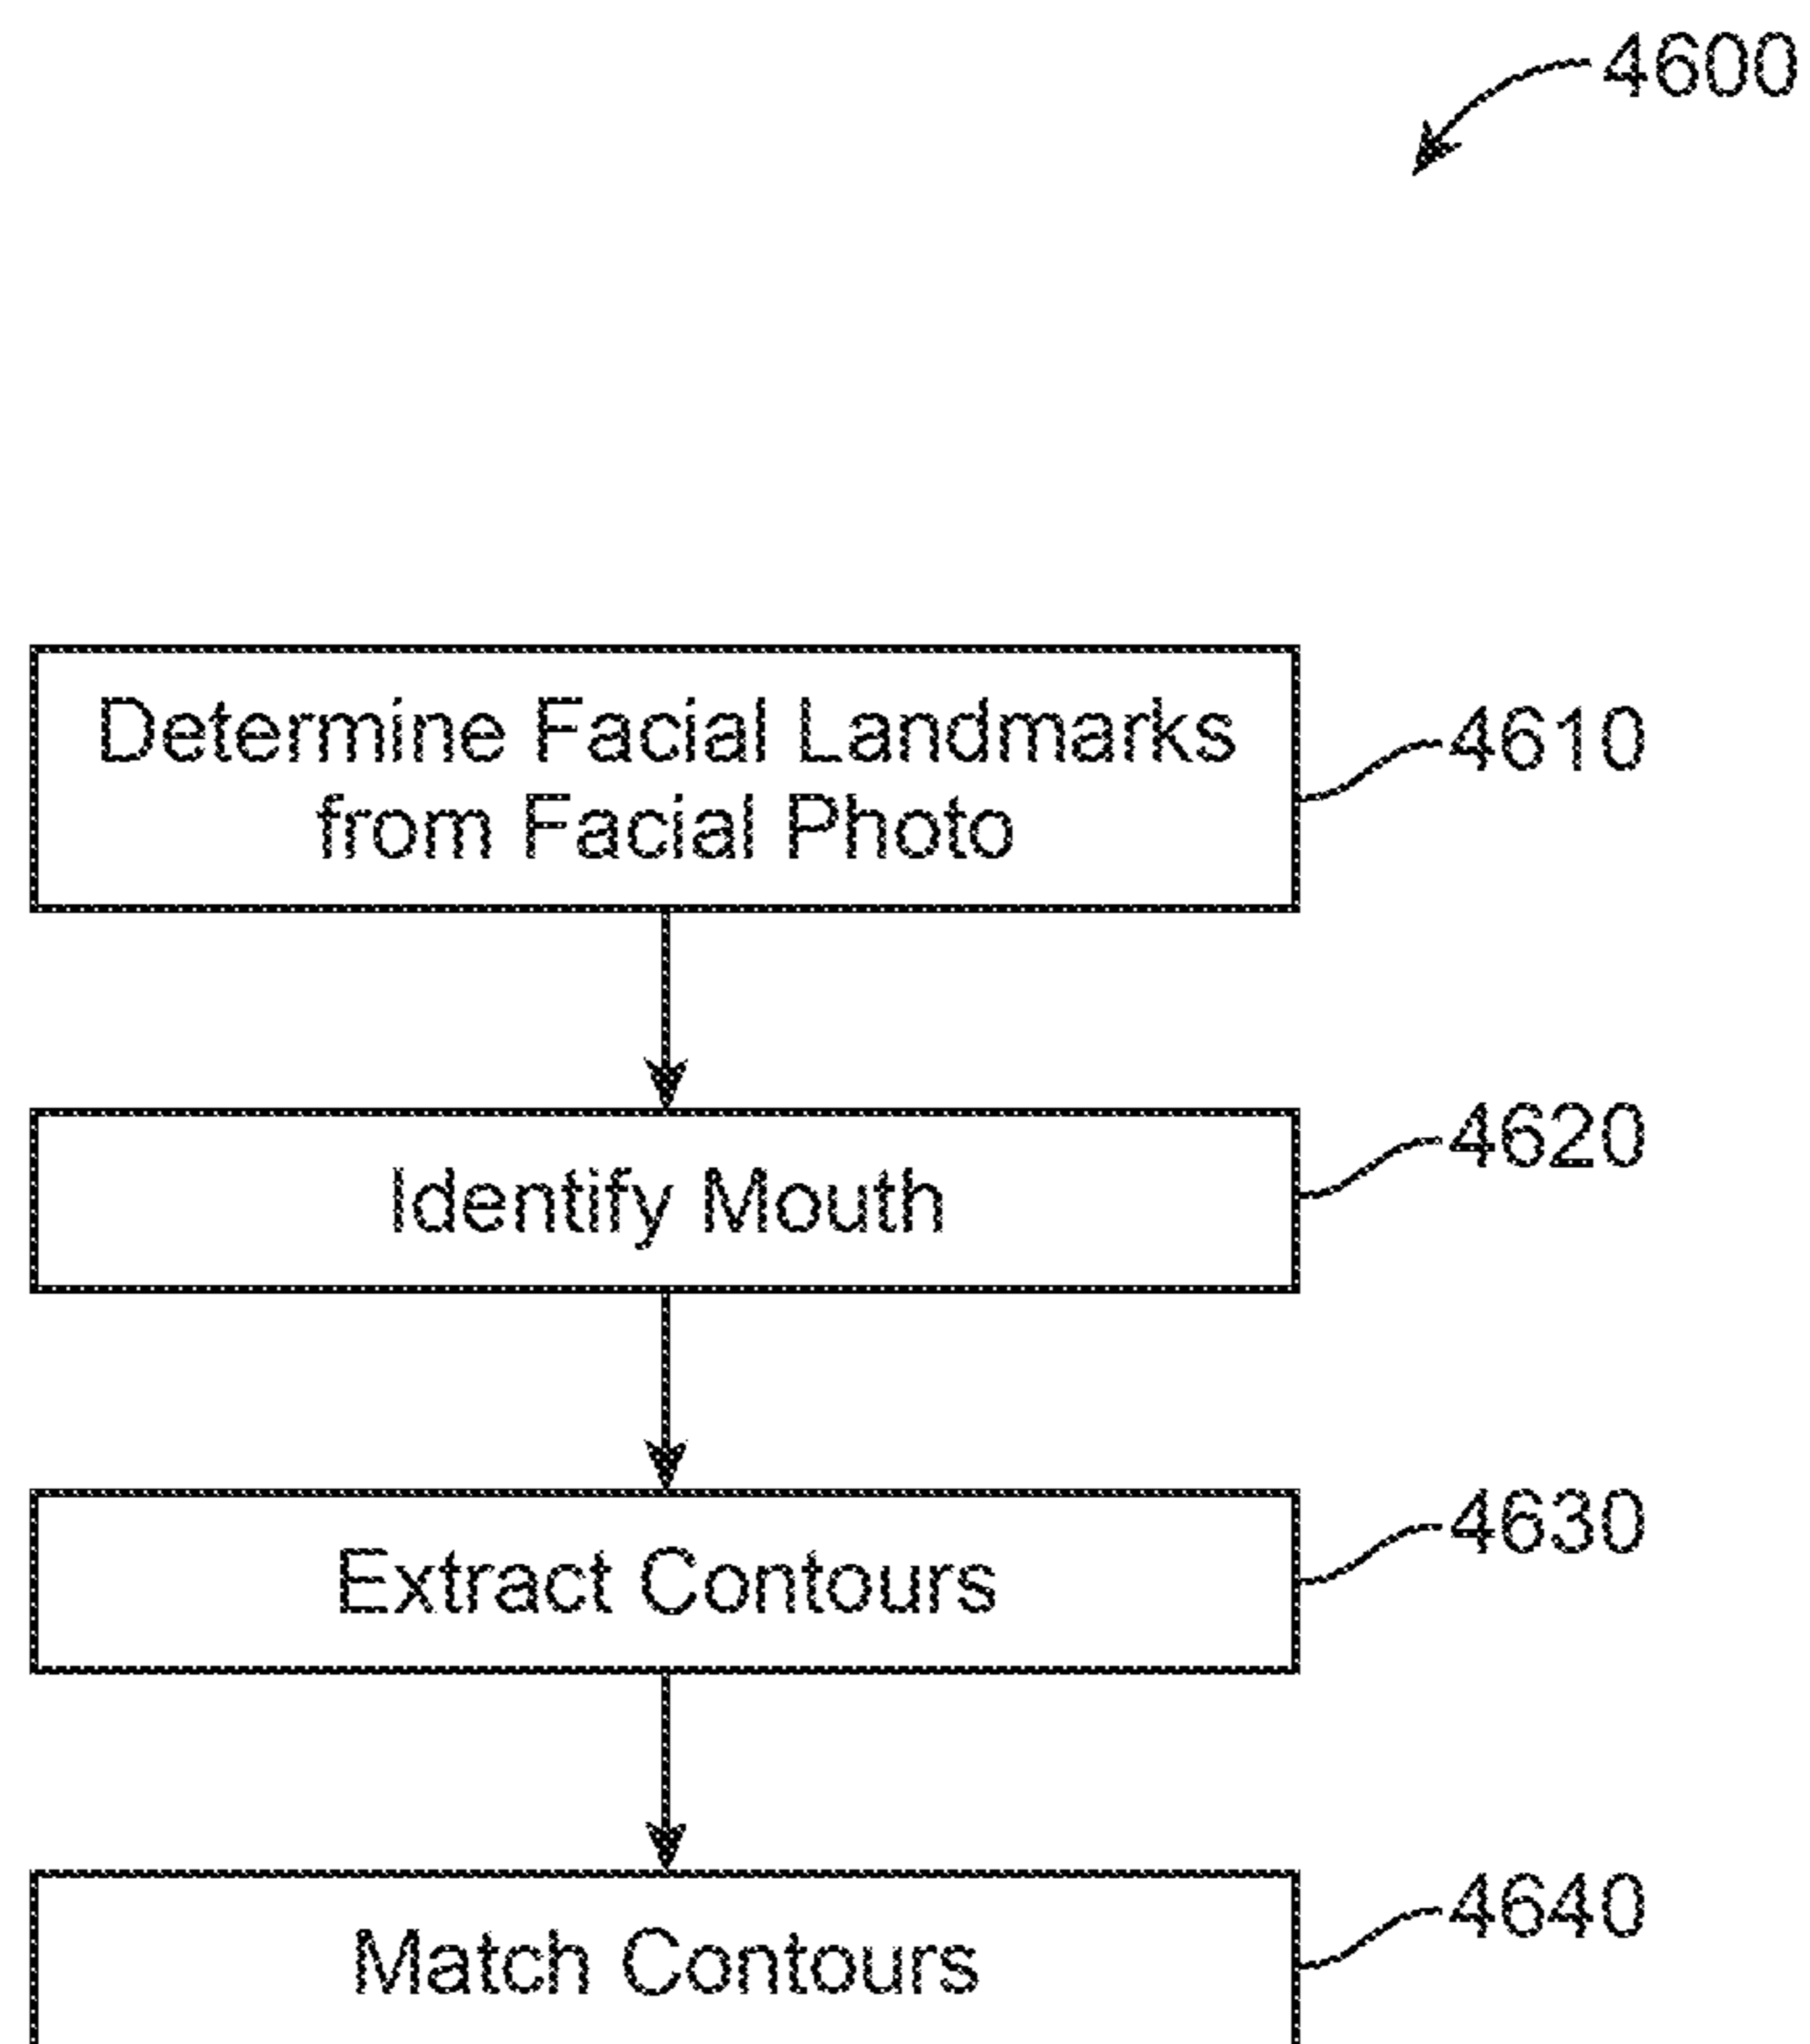 4600
Determine Facial Landmarks
from Facial Photo
4610
Identify Mouth
4620
Extract Contours
4630
Match Contours
4640